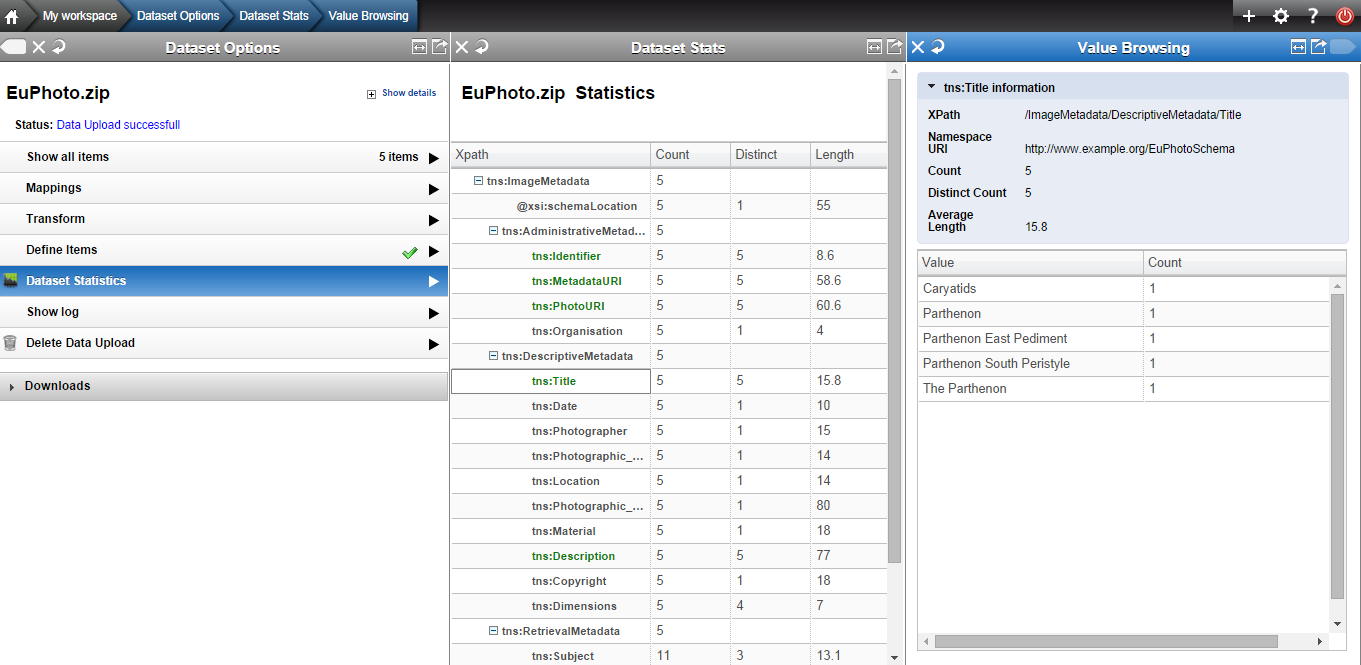 My workspace Dataset Options Dataset Stats Value Browsing
Dataset Options
EuPhoto.zip Show details
Status: Data Upload successfull
Show all items 5 items
Mappings
Transform
Define Items
Dataset Statistics
Show log
Delete Data Upload
Downloads
Dataset Stats
EuPhoto.zip Statistics
Xpath Count Distinct Length
tns:ImageMetadata 5
@xsi:schemaLocation 5 1 55
tns:AdministrativeMetad... 5
tns:Identifier 5 5 8.6
tns:MetadataURI 5 5 58.6
tns:PhotoURI 5 5 60.6
tns:Organisation 5 1 4
tns:DescriptiveMetadata 5
tns:Title 5 5 15.8
tns:Date 5 1 10
tns:Photographer 5 1 15
tns:Photographic_... 5 1 14
tns:Location 5 1 14
tns:Photographic_... 5 1 80
tns:Material 5 1 18
tns:Description 5 5 77
tns:Copyright 5 1 18
tns:Dimensions 5 4 7
tns:RetrievalMetadata 5
tns:Subject 11 3 13.1
Value Browsing
tns:Title information
XPath /ImageMetadata/DescriptiveMetadata/Title
Namespace
URI http://www.example.org/EuPhotoSchema
Count 5
Distinct Count 5
Average
Length 15.8
Value Count
Caryatids 1
Parthenon 1
Parthenon East Pediment 1
Parthenon South Peristyle 1
The Parthenon 1